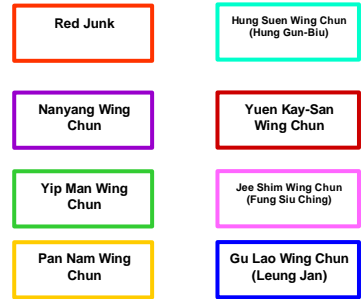 Red Junk
Hung Suen Wing Chun
(Hung Gun-Biu)
Nanyang Wing
Chun
Yuen Kay-San
Wing Chun
Yip Man Wing
Chun
Jee Shim Wing Chun
(Fung Siu Ching)
Pan Nam Wing
Chun
Gu Lao Wing Chun
(Leung Jan)